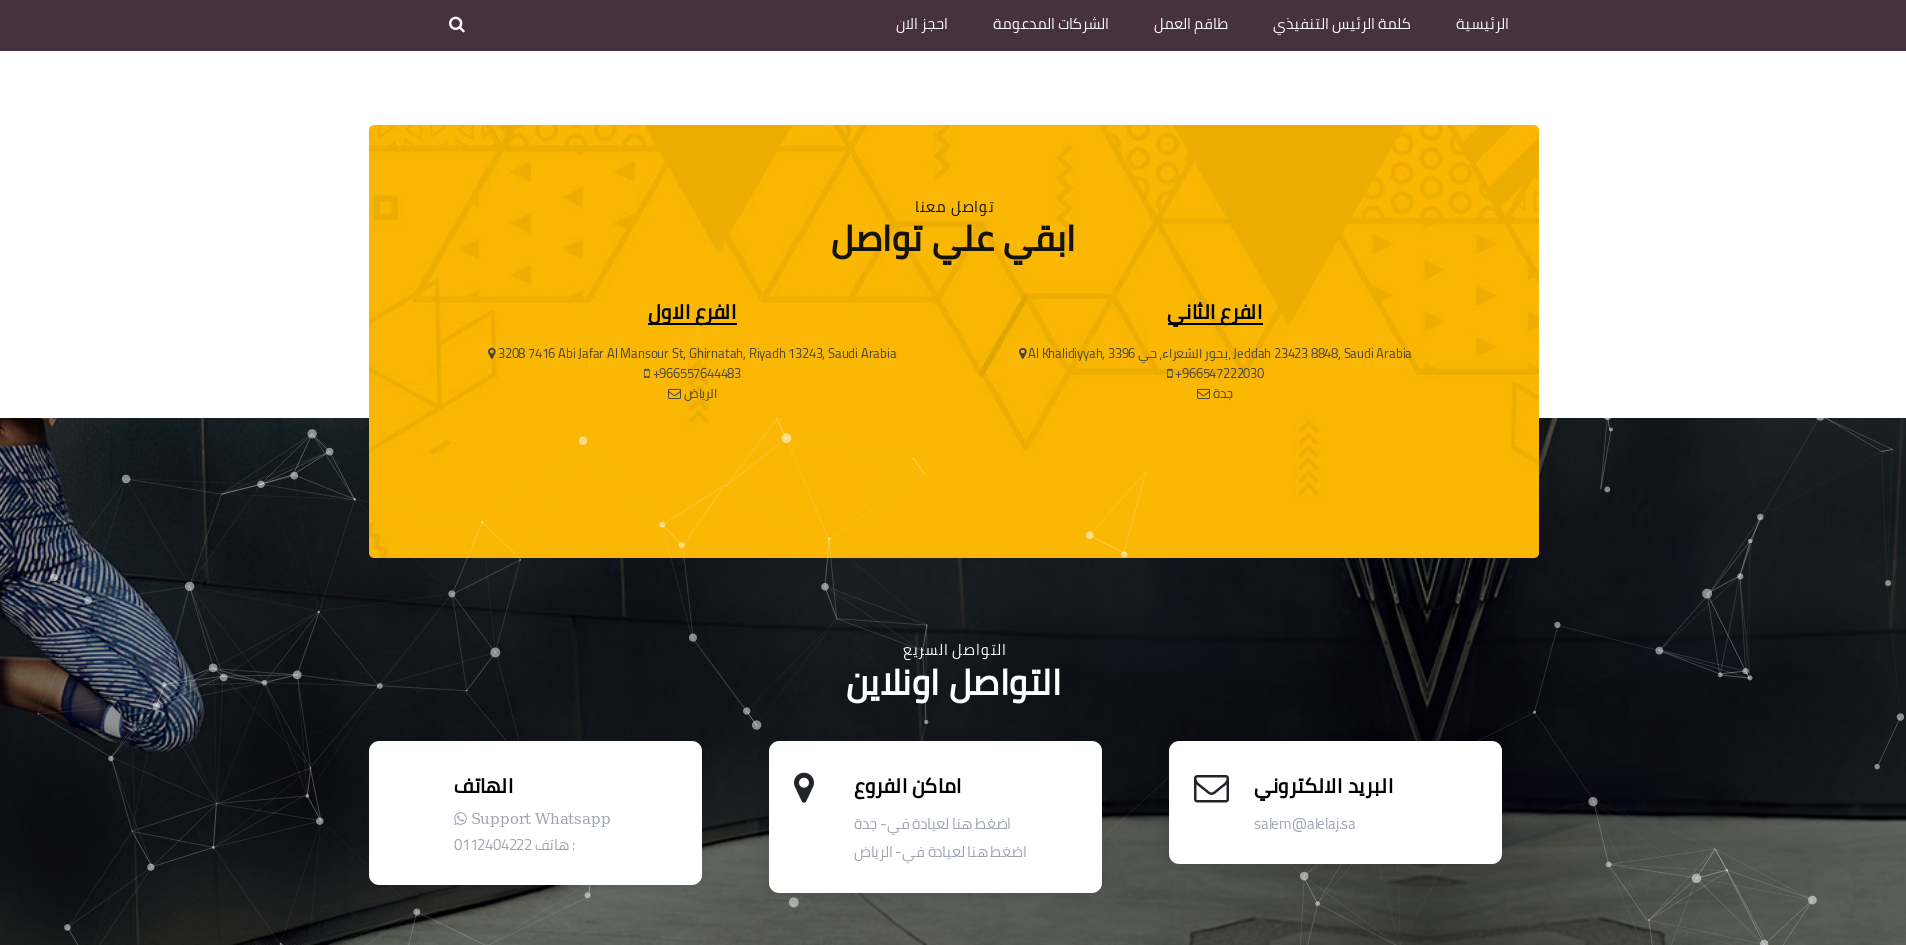 الرئيسية
كلمة الرئيس التنفيذي
طاقم العمل
الشركات المدعومة
احجز الان
تواصل معنا
ابقي علي تواصل
الفرع الاول
3208 7416 Abi Jafar Al Mansour St, Ghirnatah, Riyadh 13243, Saudi Arabia
+966557644483
الرياض
الفرع الثاني
Al Khalidiyyah, 3396 بحور الشعراء, حي, Jeddah 23423 8848, Saudi Arabia
+966547222030
جدة
التواصل السريع
التواصل اونلاين
الهاتف
Support Whatsapp
0112404222 هاتف :
اماكن الفروع
اضغط هنا لعيادة في- جدة
اضغط هنا لعيادة في- الرياض
البريد الالكتروني
salem@alelaj.sa